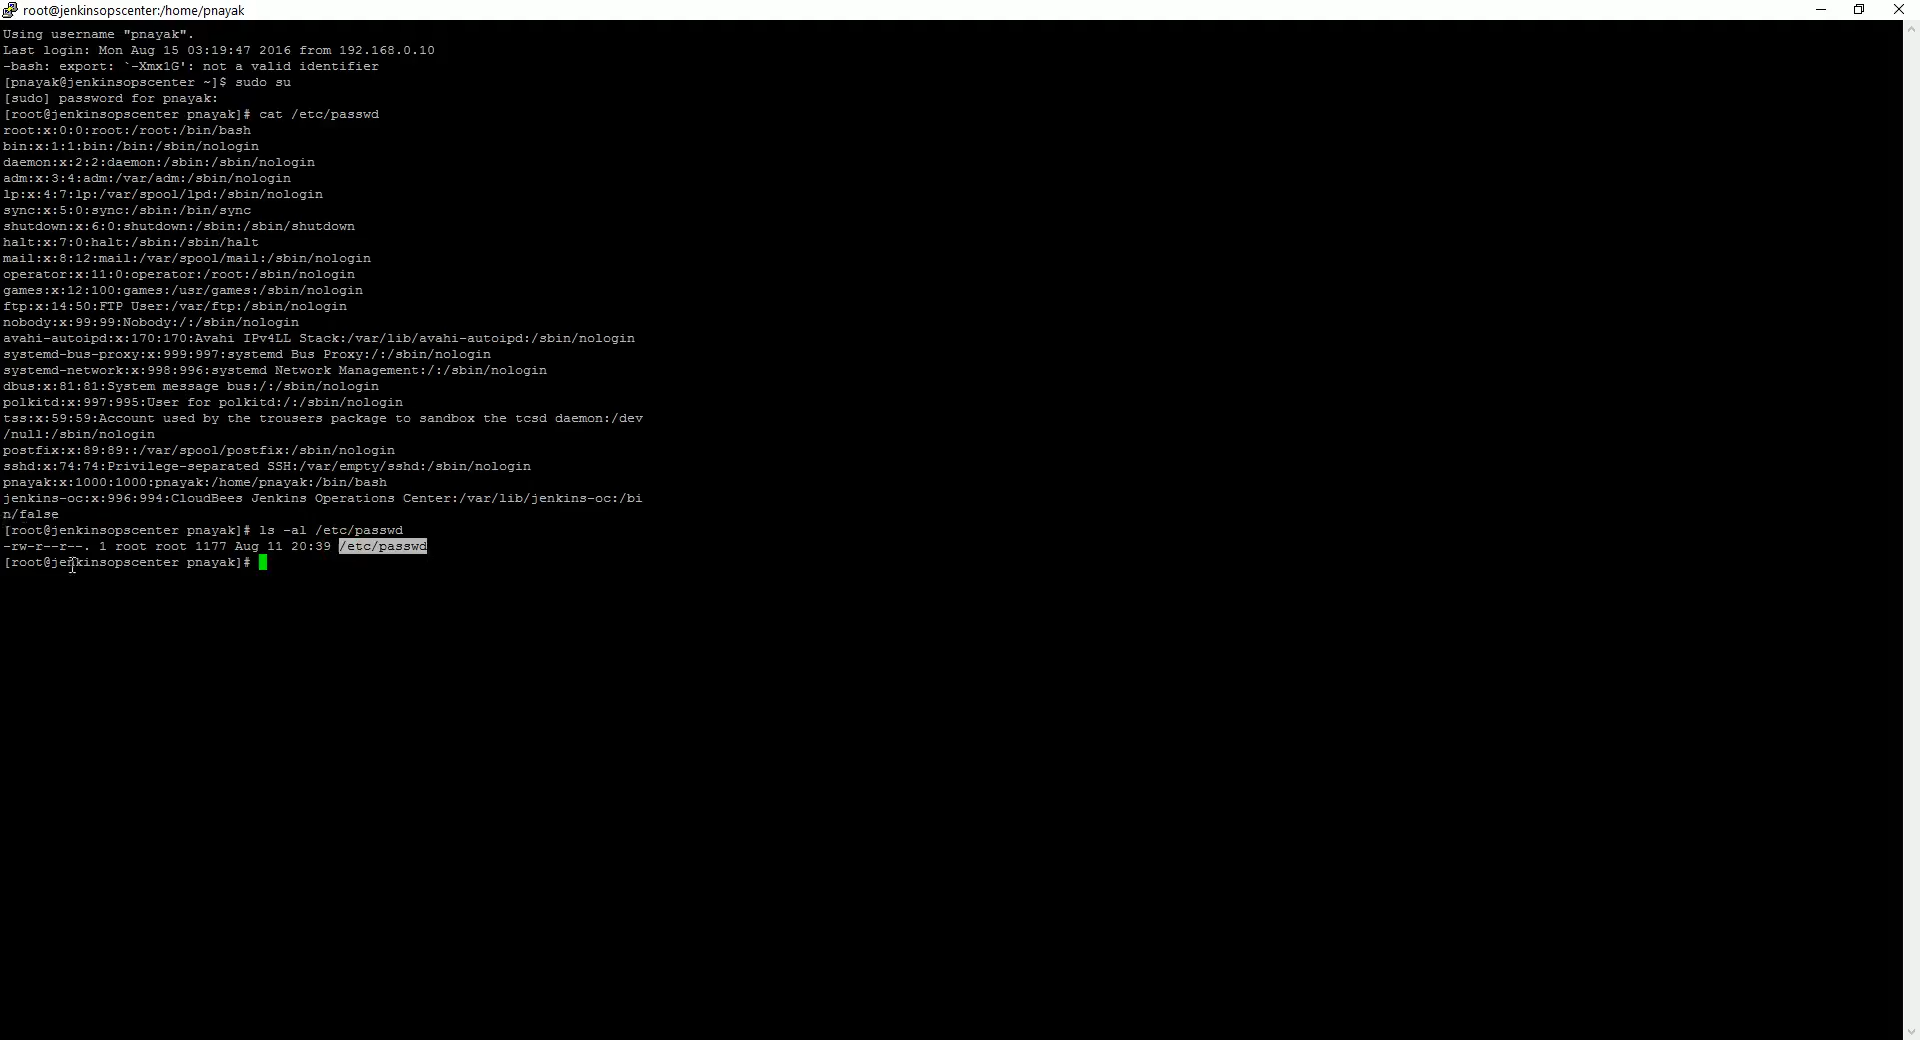 root@jenkinsopscenter:/home/pnayak
Using username "pnayak".
Last login: Mon Aug 15 03:19:47 2016 from 192.168.0.10
-bash: export: `-Xmx1G': not a valid identifier
[pnayak@jenkinsopscenter ~]$ sudo su
[sudo] password for pnayak:
[root@jenkinsopscenter pnayak]# cat /etc/passwd
root:x:0:0:root:/root:/bin/bash
bin:x:1:1:bin:/bin:/sbin/nologin
daemon:x:2:2:daemon:/sbin:/sbin/nologin
adm:x:3:4:adm:/var/adm:/sbin/nologin
lp:x:4:7:lp:/var/spool/lpd:/sbin/nologin
sync:x:5:0:sync:/sbin:/bin/sync
shutdown:x:6:0:shutdown:/sbin:/sbin/shutdown
halt:x:7:0:halt:/sbin:/sbin/halt
mail:x:8:12:mail:/var/spool/mail:/sbin/nologin
operator:x:11:0:operator:/root:/sbin/nologin
games:x:12:100:games:/usr/games:/sbin/nologin
ftp:x:14:50:FTP User:/var/ftp:/sbin/nologin
nobody:x:99:99:Nobody:/:/sbin/nologin
avahi-autoipd:x:170:170:Avahi IPv4LL Stack:/var/lib/avahi-autoipd:/sbin/nologin
systemd-bus-proxy:x:999:997:systemd Bus Proxy:/:/sbin/nologin
systemd-network:x:998:996:systemd Network Management:/:/sbin/nologin
dbus:x:81:81:System message bus:/:/sbin/nologin
polkitd:x:997:995:User for polkitd:/:/sbin/nologin
tss:x:59:59:Account used by the trousers package to sandbox the tcsd daemon:/dev
/null:/sbin/nologin
postfix:x:89:89::/var/spool/postfix:/sbin/nologin
sshd:x:74:74:Privilege-separated SSH:/var/empty/sshd:/sbin/nologin
pnayak:x:1000:1000:pnayak:/home/pnayak:/bin/bash
jenkins-oc:x:996:994:CloudBees Jenkins Operations Center:/var/lib/jenkins-oc:/bi
n/false
[root@jenkinsopscenter pnayak]# ls -al /etc/passwd
-rw-r--r--. 1 root root 1177 Aug 11 20:39 /etc/passwd
[root@jenkinsopscenter pnayak]#